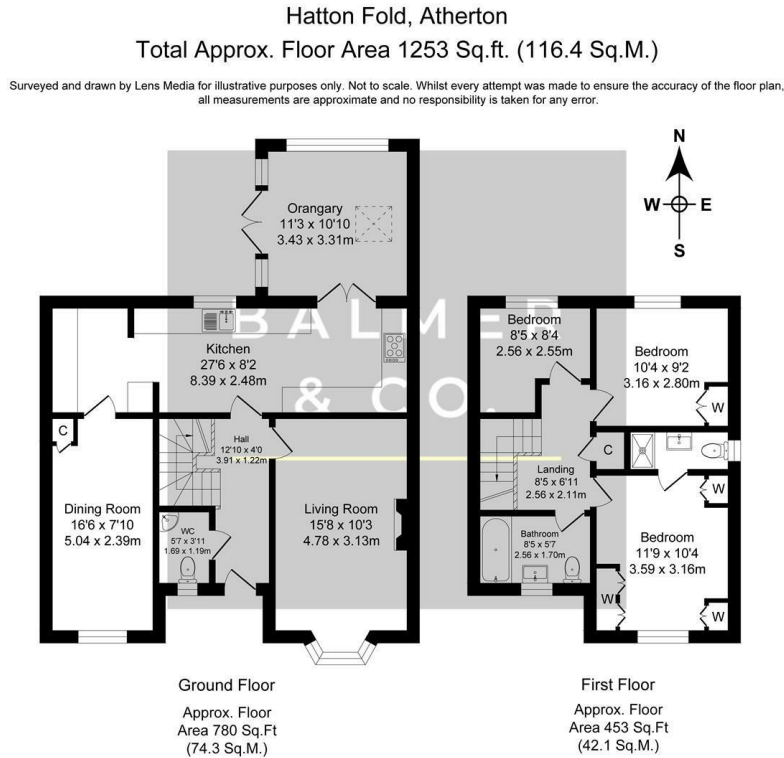 Hatton Fold, Atherton
Total Approx. Floor Area 1253 Sq.ft. (116.4 Sq.M.)
Surveyed and drawn by Lens Media for illustrative purposes only. Not to scale. Whilst every attempt was made to ensure the accuracy of the floor plan,
all measurements are approximate and no responsibility is taken for any error.
N
W E
S
Orangary
11'3 x 10'10
3.43 x 3.31m
BALMER
& CO.
Kitchen
27'6 x 8'2
8.39 x 2.48m
C
Hall
12'10 x 4'0
3.91 x 1.22m
Dining Room
16'6 x 7'10
5.04 x 2.39m
Living Room
15'8 x 10'3
4.78 x 3.13m
WC
5'7 x 3'11
1.69 x 1.19m
Ground Floor
Approx. Floor
Area 780 Sq.Ft
(74.3 Sq.M.)
Bedroom
8'5 x 8'4
2.56 x 2.55m
Bedroom
10'4 x 9'2
3.16 x 2.80m
W
C
Landing
8'5 x 6'11
2.56 x 2.11m
W
Bathroom
8'5 x 5'7
2.56 x 1.70m
Bedroom
11'9 x 10'4
3.59 x 3.16m
W
W
First Floor
Approx. Floor
Area 453 Sq.Ft
(42.1 Sq.M.)